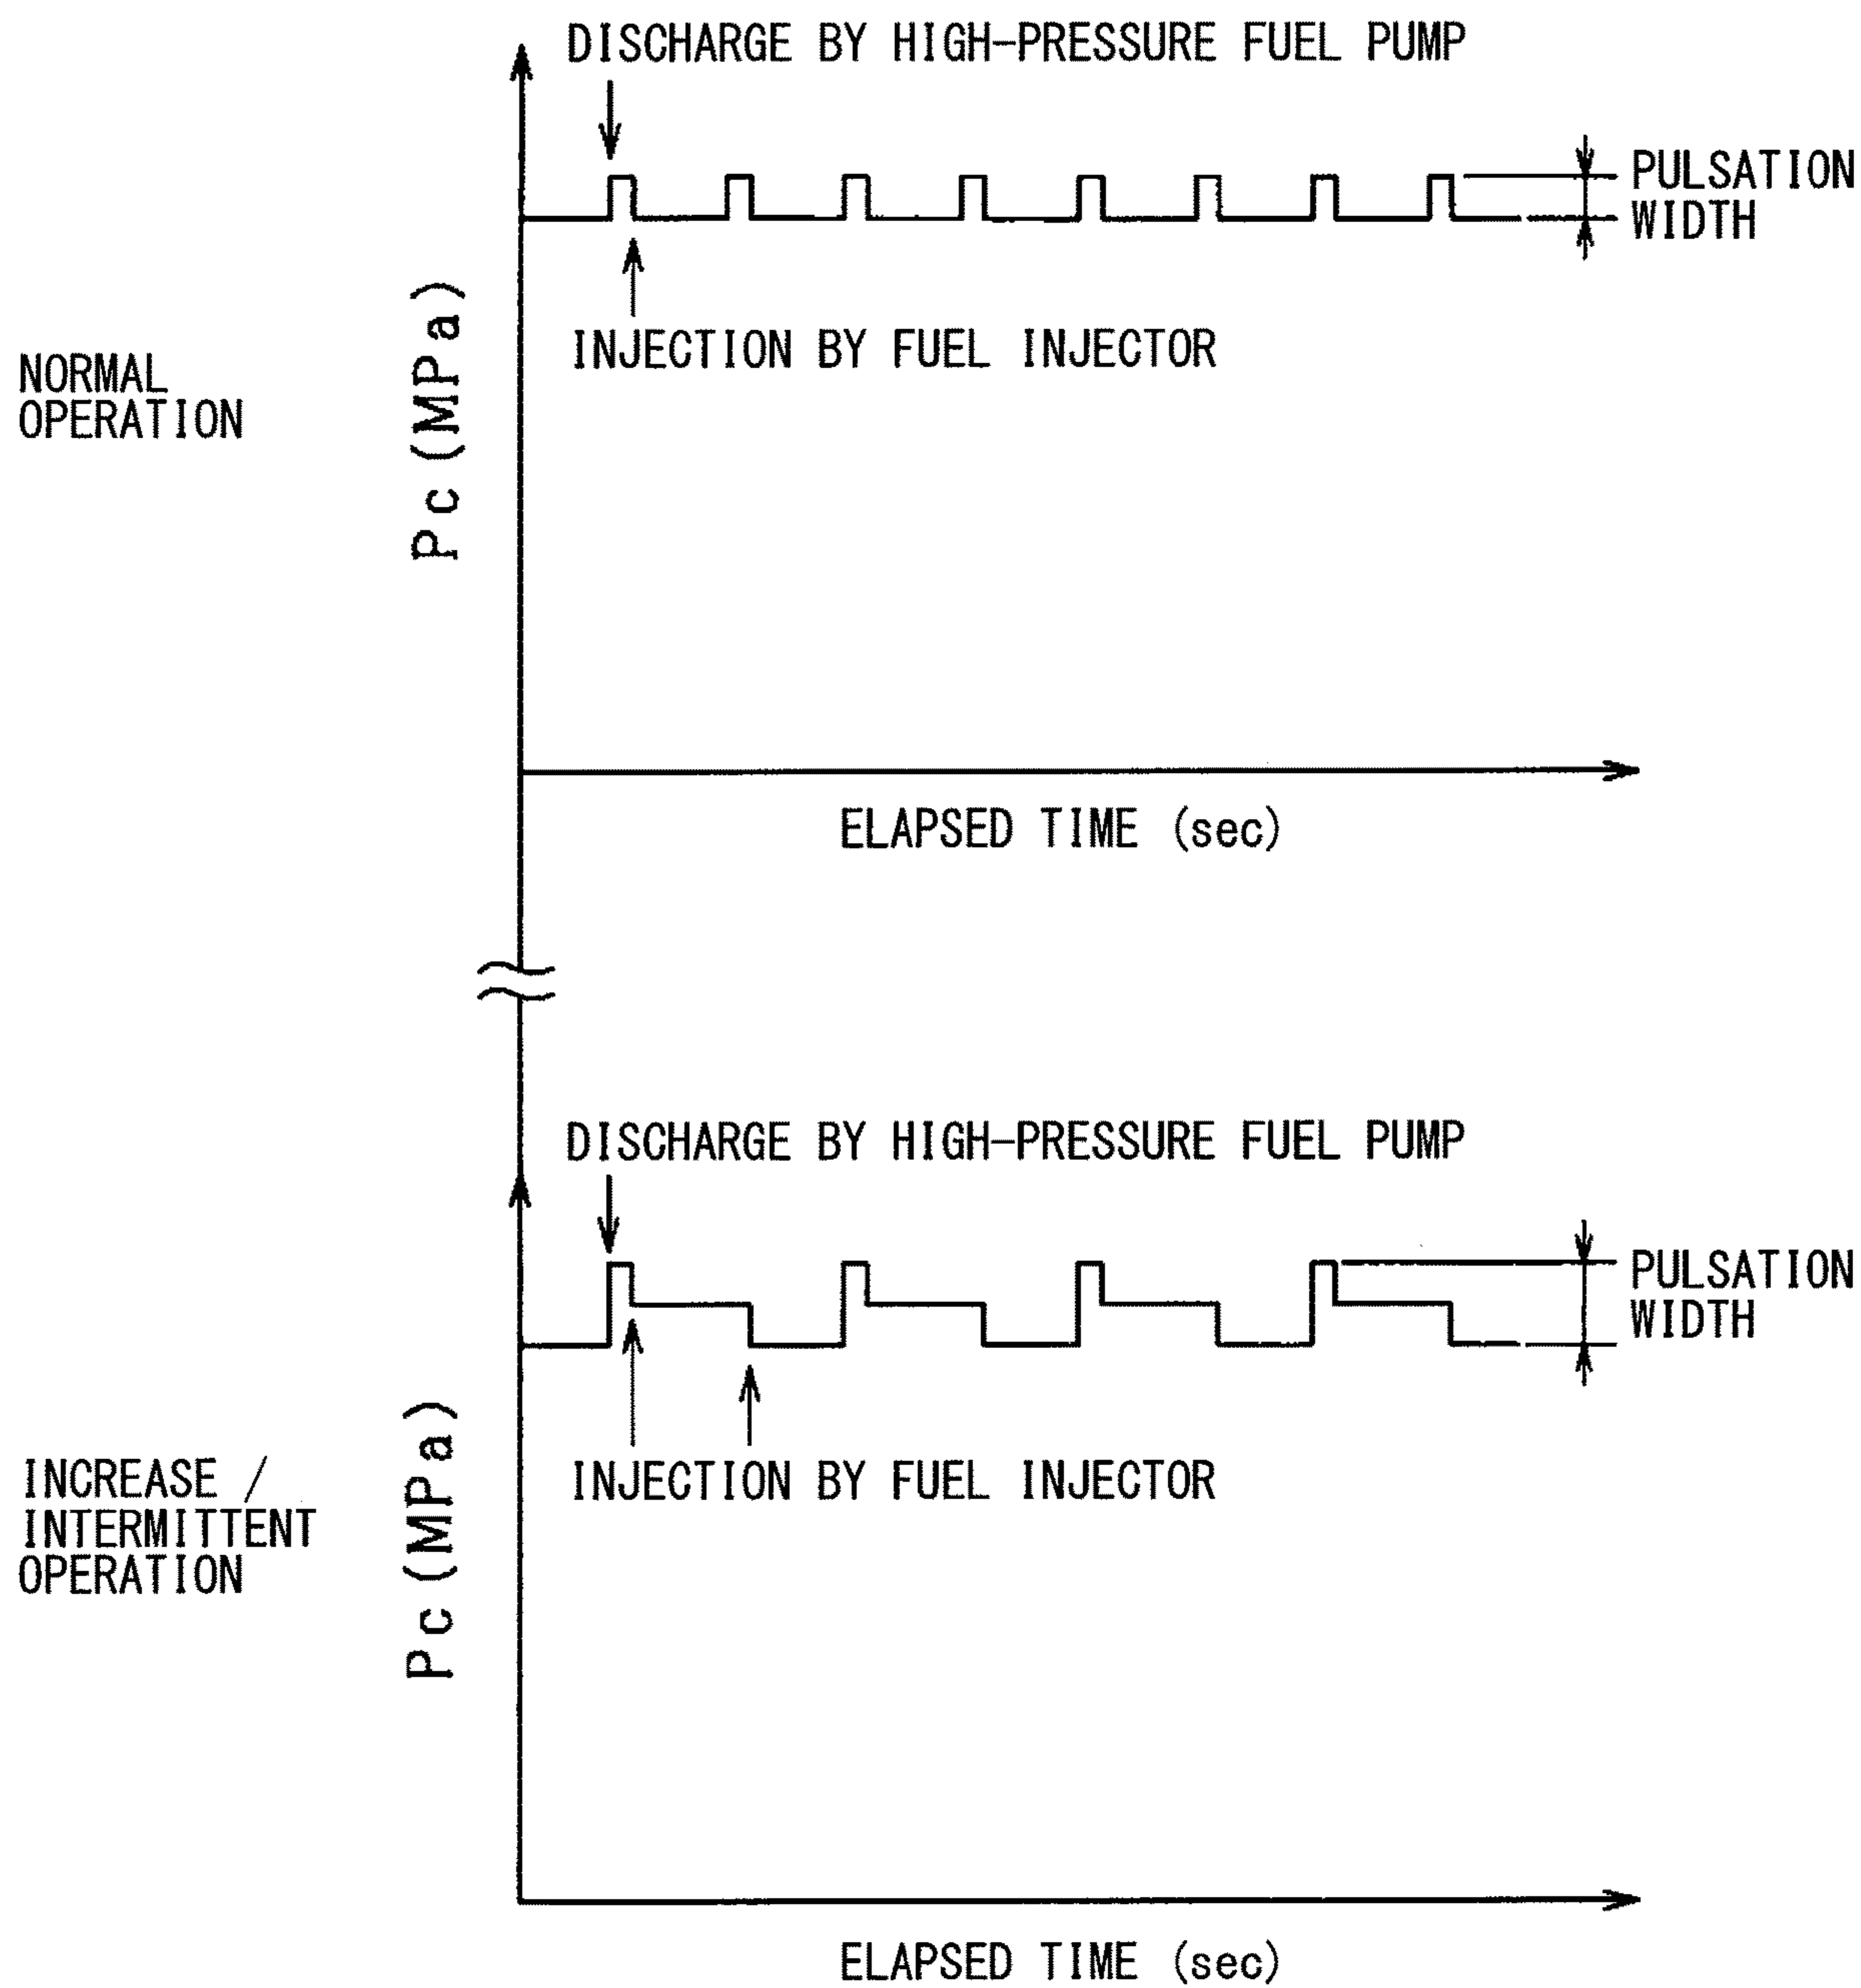 DISCHARGE BY HIGH-PRESSURE FUEL PUMP
PULSATION
WIDTH
INJECTION BY FUEL INJECTOR
NORMAL
OPERATION
Pc (MPa)
ELAPSED TIME (sec)
DISCHARGE BY HIGH-PRESSURE FUEL PUMP
PULSATION
WIDTH
INJECTION BY FUEL INJECTOR
INCREASE /
INTERMITTENT
OPERATION
Pc (MPa)
ELAPSED TIME (sec)